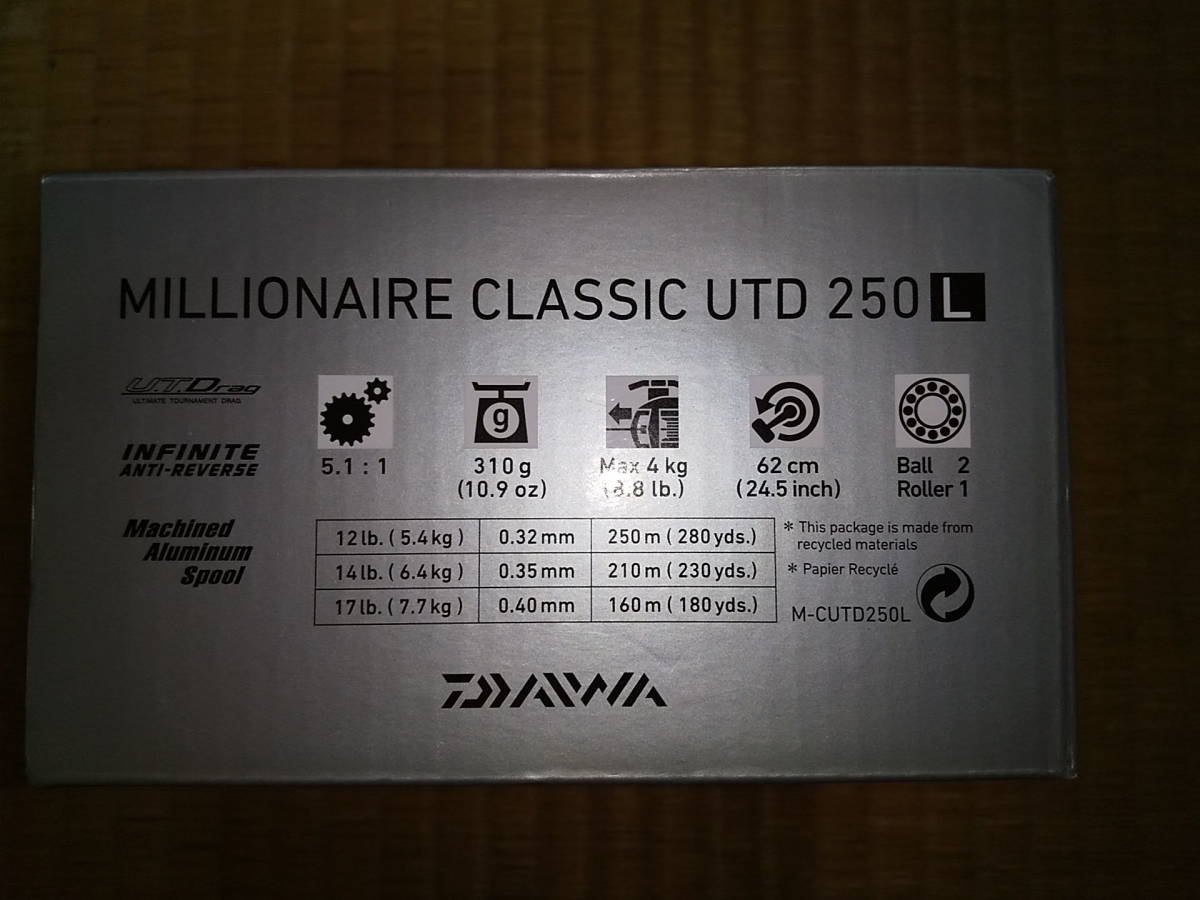 MILLIONAIRE CLASSIC UTD 250 L
U.T.Drag
ULTIMATE TOURNAMENT DRAG
INFINITE
ANTI-REVERSE
Machined
Aluminum
Spool
5.1 : 1
g
310 g
(10.9 oz)
Max 4 kg
(8.8 lb.)
62 cm
(24.5 inch)
Ball 2
Roller 1
12 lb. ( 5.4 kg ) 0.32 mm 250 m ( 280 yds.)
14 lb. ( 6.4 kg ) 0.35 mm 210 m ( 230 yds.)
17 lb. ( 7.7 kg ) 0.40 mm 160 m ( 180 yds.)
* This package is made from
recycled materials
* Papier Recyclé
M-CUTD250L
DAIWA